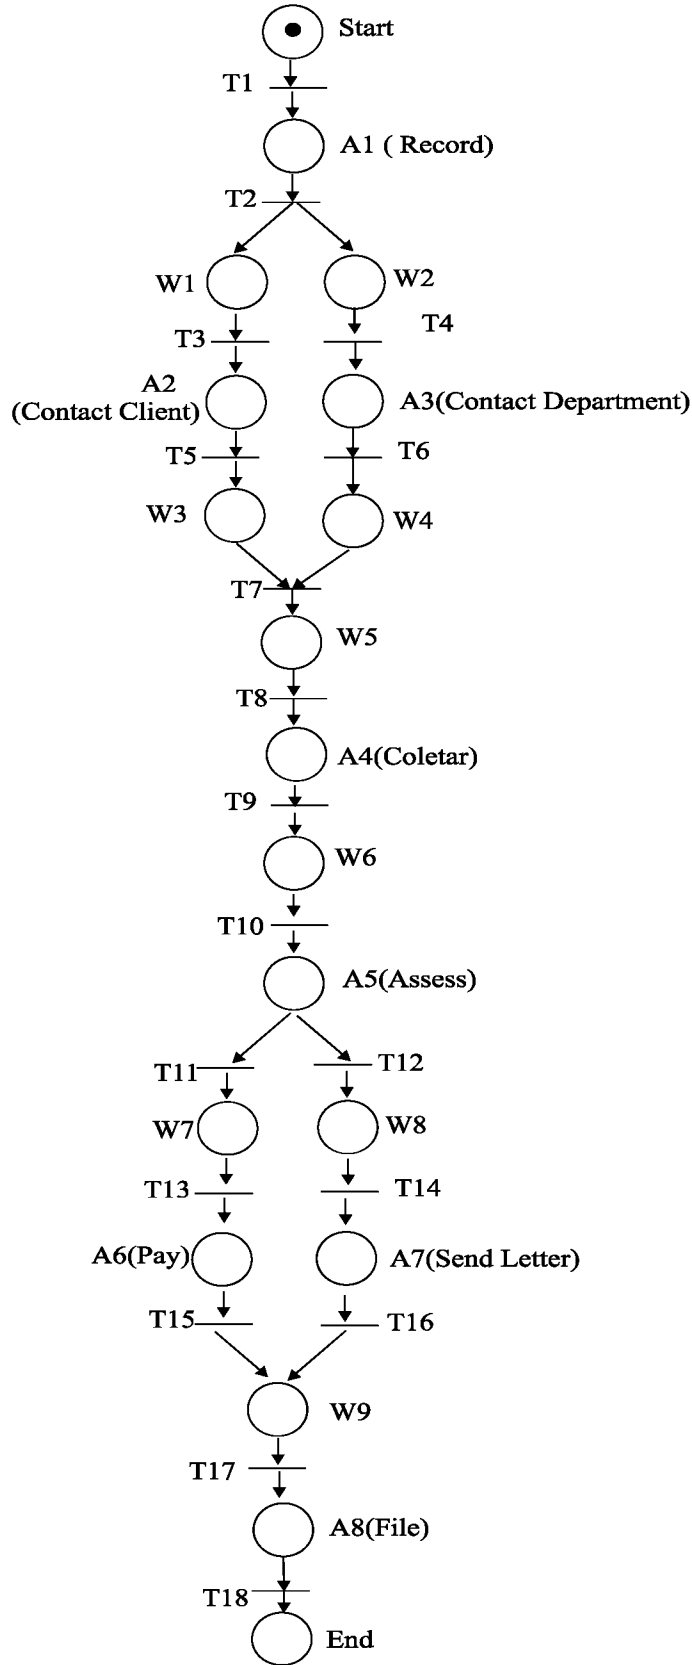 Start
T1
A1 ( Record)
T2
W1
W2
T3
T4
A2
(Contact Client)
A3(Contact Department)
T5
T6
W3
W4
T7
W5
T8
A4(Coletar)
T9
W6
T10
A5(Assess)
T11
T12
W7
W8
T13
T14
A6(Pay)
A7(Send Letter)
T15
T16
W9
T17
A8(File)
T18
End